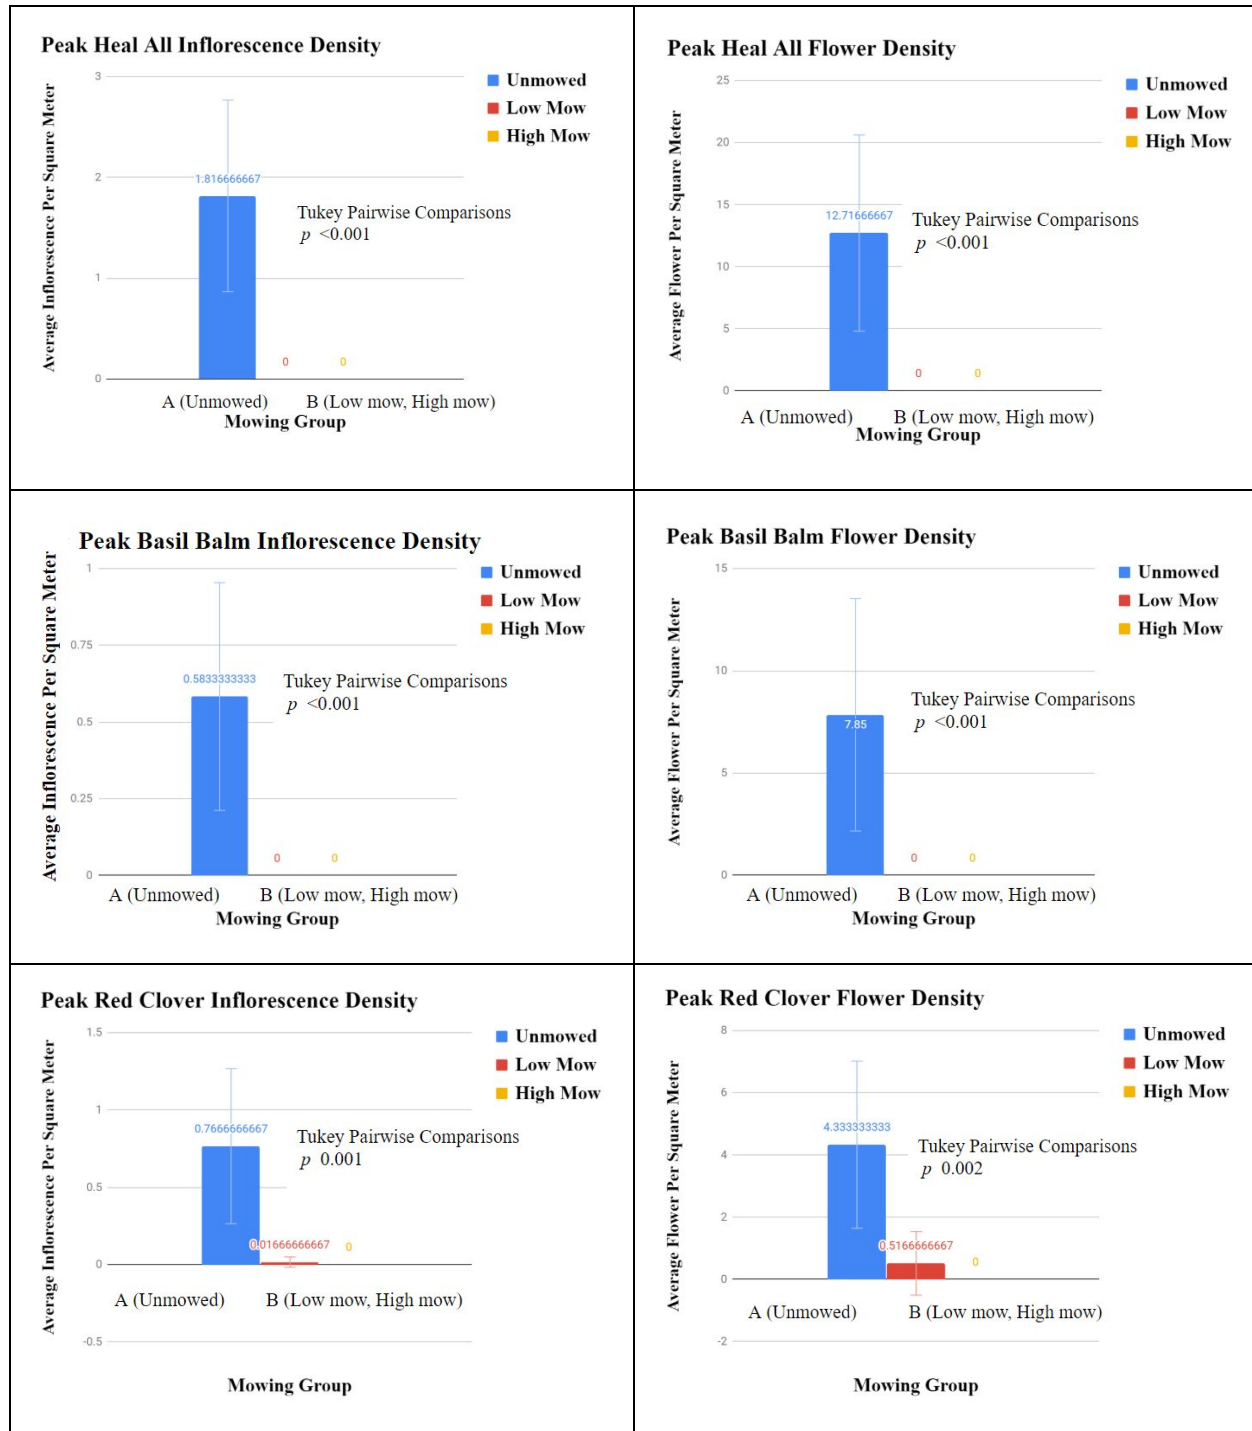 Peak Heal All Inflorescence Density
Average Inflorescence Per Square Meter
3
2
1
0
1.816666667
0
0
Unmowed
Low Mow
High Mow
Tukey Pairwise Comparisons
p <0.001
A (Unmowed) B (Low mow, High mow)
Mowing Group
Peak Heal All Flower Density
Average Flower Per Square Meter
25
20
15
10
5
0
12.71666667
0
0
Unmowed
Low Mow
High Mow
Tukey Pairwise Comparisons
p <0.001
A (Unmowed) B (Low mow, High mow)
Mowing Group
Peak Basil Balm Inflorescence Density
Average Inflorescence Per Square Meter
1
0.75
0.5
0.25
0
0.5833333333
0
0
Unmowed
Low Mow
High Mow
Tukey Pairwise Comparisons
p <0.001
A (Unmowed) B (Low mow, High mow)
Mowing Group
Peak Basil Balm Flower Density
Average Flower Per Square Meter
15
10
5
0
7.85
0
0
Unmowed
Low Mow
High Mow
Tukey Pairwise Comparisons
p <0.001
A (Unmowed) B (Low mow, High mow)
Mowing Group
Peak Red Clover Inflorescence Density
Average Inflorescence Per Square Meter
1.5
1
0.5
0
-0.5
0.7666666667
0.01666666667
0
Unmowed
Low Mow
High Mow
Tukey Pairwise Comparisons
p 0.001
A (Unmowed) B (Low mow, High mow)
Mowing Group
Peak Red Clover Flower Density
Average Flower Per Square Meter
8
6
4
2
0
-2
4.333333333
0.5166666667
0
Unmowed
Low Mow
High Mow
Tukey Pairwise Comparisons
p 0.002
A (Unmowed) B (Low mow, High mow)
Mowing Group